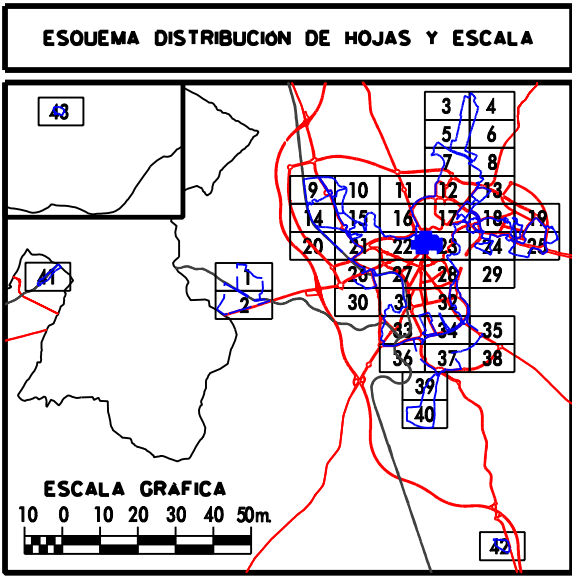 ESQUEMA DISTRIBUCIÓN DE HOJAS Y ESCALA
43
3 4
5 6
7 8
9 10 11 12 13
14 15 16 17 18 19
20 21 22 23 24 25
41 1 26 27 28 29
2 30 31 32
33 34 35
36 37 38
39
40
ESCALA GRAFICA
10 0 10 20 30 40 50m.
42